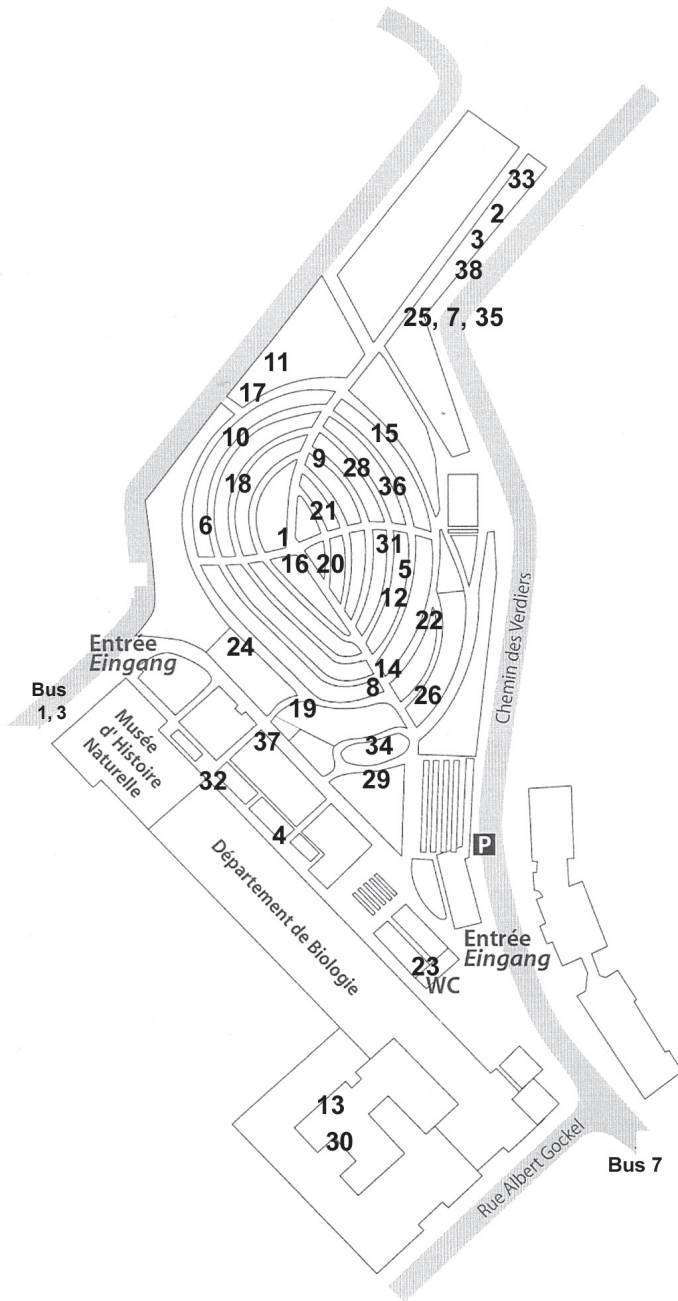 33
2
3
38
25, 7, 35
11
17
10
15
9
28
18
36
21
6
1
31
16
20
5
12
22
Entrée
Eingang
24
14
8
26
Chemin des Verdiers
Bus
1, 3
19
Musée
d' Histoire
Naturelle
37
34
32
29
4
P
Département de Biologie
Entrée
Eingang
23
WC
13
30
Rue Albert Gockel
Bus 7